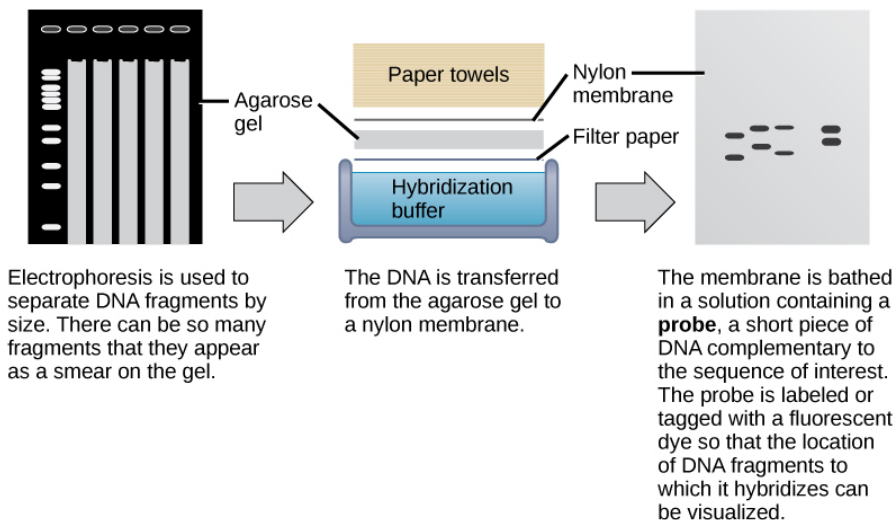 Agarose
gel
Paper towels
Nylon
membrane
Filter paper
Hybridization
buffer
Electrophoresis is used to
separate DNA fragments by
size. There can be so many
fragments that they appear
as a smear on the gel.
The DNA is transferred
from the agarose gel to
a nylon membrane.
The membrane is bathed
in a solution containing a
probe, a short piece of
DNA complementary to
the sequence of interest.
The probe is labeled or
tagged with a fluorescent
dye so that the location
of DNA fragments to
which it hybridizes can
be visualized.